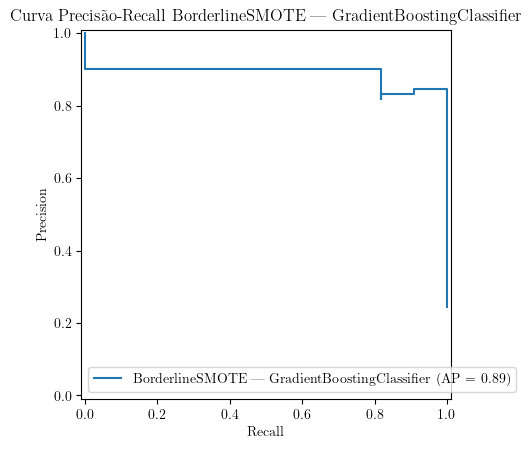 Curva Precisão-Recall BorderlineSMOTE — GradientBoostingClassifier
1.0
0.8
0.6
0.4
0.2
0.0
Precision
BorderlineSMOTE — GradientBoostingClassifier (AP = 0.89)
0.0 0.2 0.4 0.6 0.8 1.0
Recall